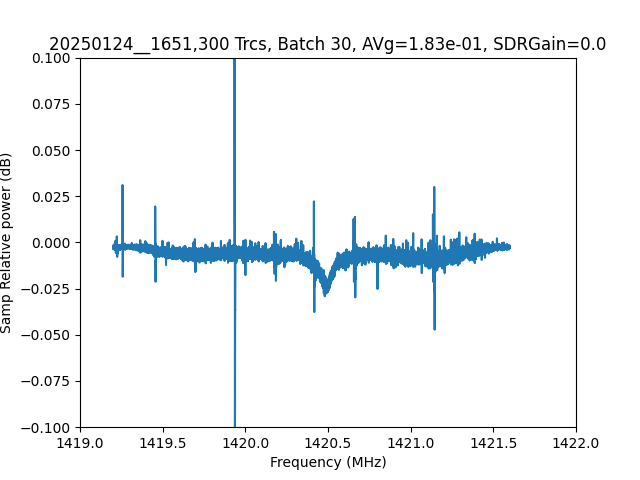 20250124__1651,300 Trcs, Batch 30, AVg=1.83e-01, SDRGain=0.0
0.100
0.075
0.050
0.025
0.000
−0.025
−0.050
−0.075
−0.100
Samp Relative power (dB)
1419.0 1419.5 1420.0 1420.5 1421.0 1421.5 1422.0
Frequency (MHz)